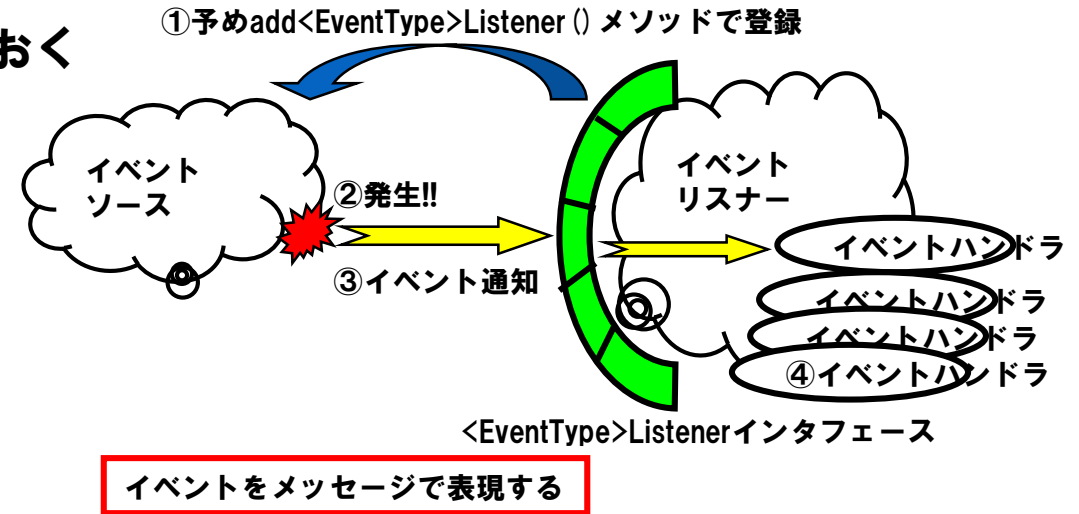 ①予めadd<EventType>Listener()メソッドで登録
おく
イベント
ソース
②発生!!
③イベント通知
イベント
リスナー
イベントハンドラ
イベントハンドラ
イベントハンドラ
④イベントハンドラ
<EventType>Listenerインタフェース
イベントをメッセージで表現する